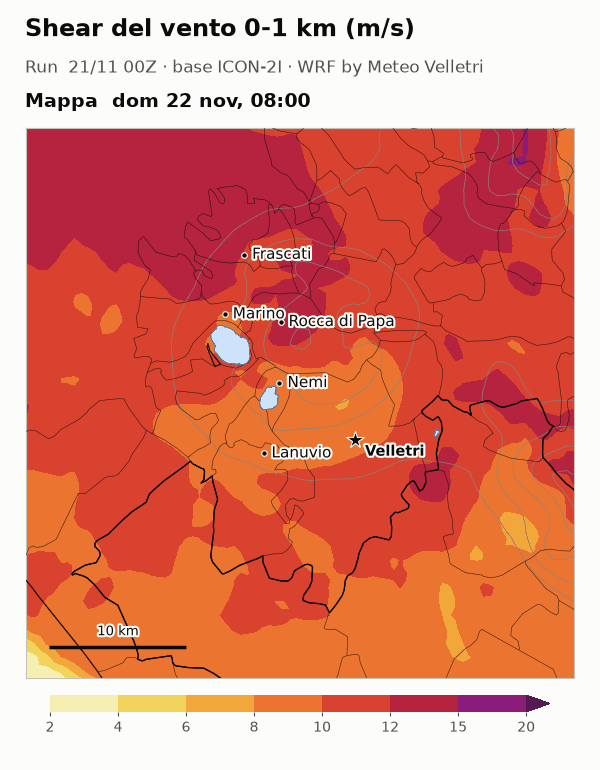 Shear del vento 0-1 km (m/s)
Run  21/11 00Z · base ICON-2I · WRF by Meteo Velletri
Mappa  dom 22 nov, 08:00
Frascati
Marino
Rocca di Papa
Nemi
Velletri
Lanuvio
10 km
2 4 6 8 10 12 15 20